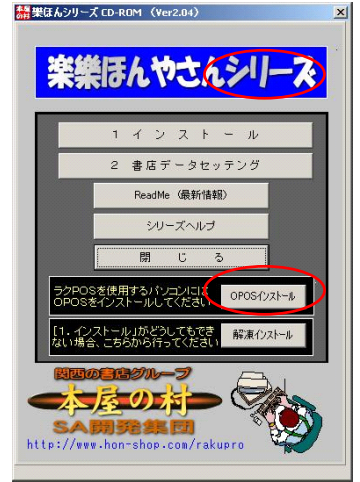 楽ほんシリーズ CD-ROM (Ver2.04)
楽樂ほんやさんシリーズ
1 インストール
2 書店データセッテング
ReadMe (最新情報)
シリーズヘルプ
閉じる
ラクPOSを使用するパソコンには
OPOSをインストールしてください
OPOSインストール
[1.インストール」がどうしてもでき
ない場合、こちらから行ってください
解凍インストール
関西の書店グループ
本屋の村
SA開発集団
http://www.hon-shop.com/rakupro